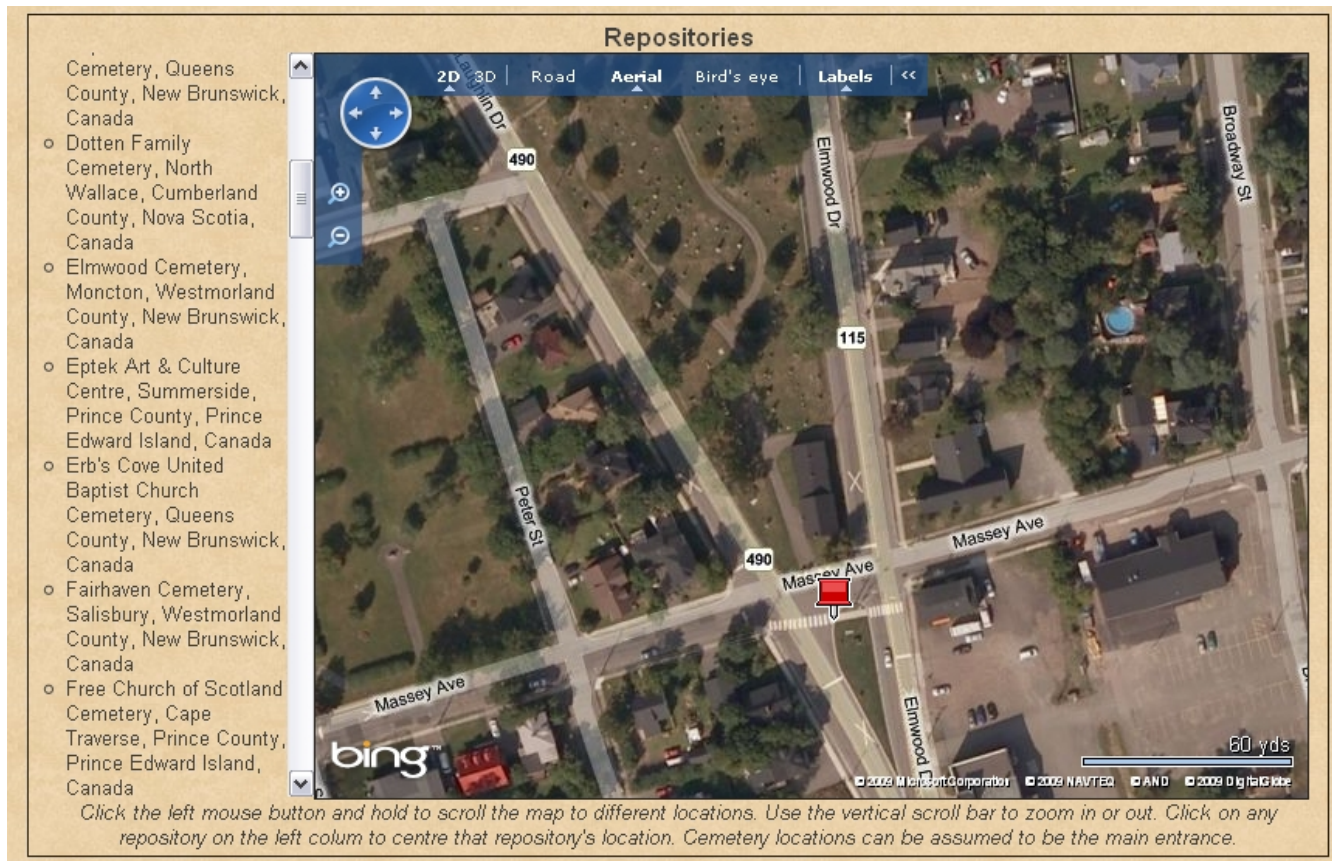 Repositories
Cemetery, Queens
County, New Brunswick,
Canada
Dotten Family
Cemetery, North
Wallace, Cumberland
County, Nova Scotia,
Canada
Elmwood Cemetery,
Moncton, Westmorland
County, New Brunswick,
Canada
Eptek Art & Culture
Centre, Summerside,
Prince County, Prince
Edward Island, Canada
Erb's Cove United
Baptist Church
Cemetery, Queens
County, New Brunswick,
Canada
Fairhaven Cemetery,
Salisbury, Westmorland
County, New Brunswick,
Canada
Free Church of Scotland
Cemetery, Cape
Traverse, Prince County,
Prince Edward Island,
Canada
2D 3D Road Aerial Bird's eye Labels <<
Laughlin Dr
490
Elmwood Dr
Broadway St
115
Peter St
490
Massey Ave
Massey Ave
Massey Ave
Elmwood
bing™
60 yds
© 2009 Microsoft Corporation © 2009 NAVTEQ © AND © 2009 DigitalGlobe
Click the left mouse button and hold to scroll the map to different locations. Use the vertical scroll bar to zoom in or out. Click on any
repository on the left colum to centre that repository's location. Cemetery locations can be assumed to be the main entrance.